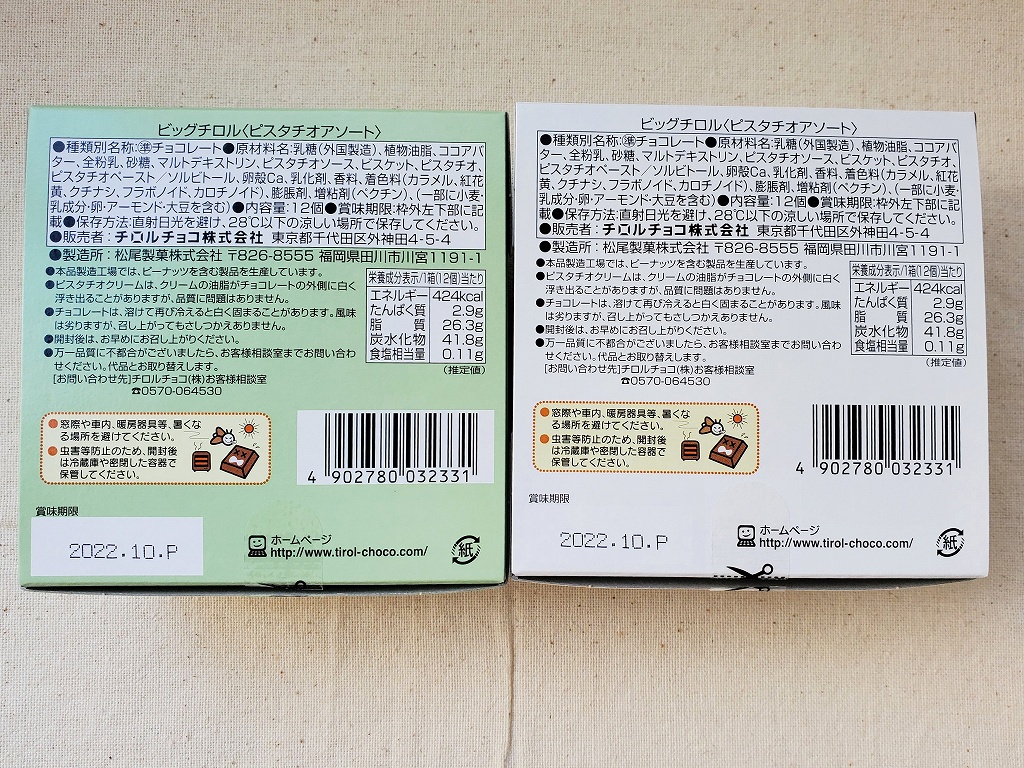 ビッグチロル〈ピスタチオアソート〉
●種類別名称:準チョコレート●原材料名:乳糖(外国製造)、植物油脂、ココアバ
ター、全粉乳、砂糖、マルトデキストリン、ピスタチオソース、ビスケット、ピスタチオ、
ピスタチオペースト／ソルビトール、卵殻Ca、乳化剤、香料、着色料(カラメル、紅花
黄、クチナシ、フラボノイド、カロチノイド)、膨脹剤、増粘剤(ペクチン)、(一部に小麦・
乳成分・卵・アーモンド・大豆を含む)●内容量:12個●賞味期限:枠外左下部に記
載●保存方法:直射日光を避け、28℃以下の涼しい場所で保存してください。
●販売者:チロルチョコ株式会社 東京都千代田区外神田4-5-4
●製造所:松尾製菓株式会社 〒826-8555 福岡県田川市川宮1191-1
●本品製造工場では、ピーナッツを含む製品を生産しています。
●ピスタチオクリームは、クリームの油脂がチョコレートの外側に白く
浮き出ることがありますが、品質に問題はありません。
●チョコレートは、溶けて再び冷えると白く固まることがあります。風味
は劣りますが、召し上がってもさしつかえありません。
●開封後は、お早めにお召し上がりください。
●万一品質に不都合がございましたら、お客様相談室までお問い合わ
せください。代品とお取り替えします。
[お問い合わせ先]チロルチョコ(株)お客様相談室
☎0570-064530
栄養成分表示/1箱(12個)当たり
エネルギー 424kcal
たんぱく質 2.9g
脂質 26.3g
炭水化物 41.8g
食塩相当量 0.11g
(推定値)
●窓際や車内、暖房器具等、暑くな
る場所を避けてください。
●虫害等防止のため、開封後
は冷蔵庫や密閉した容器で
保管してください。
4 902780 032331
賞味期限
2022.10.P
ホームページ
http://www.tirol-choco.com/
紙
ビッグチロル〈ピスタチオアソート〉
●種類別名称:準チョコレート●原材料名:乳糖(外国製造)、植物油脂、ココアバ
ター、全粉乳、砂糖、マルトデキストリン、ピスタチオソース、ビスケット、ピスタチオ、
ピスタチオペースト／ソルビトール、卵殻Ca、乳化剤、香料、着色料(カラメル、紅花
黄、クチナシ、フラボノイド、カロチノイド)、膨脹剤、増粘剤(ペクチン)、(一部に小麦・
乳成分・卵・アーモンド・大豆を含む)●内容量:12個●賞味期限:枠外左下部に記
載●保存方法:直射日光を避け、28℃以下の涼しい場所で保存してください。
●販売者:チロルチョコ株式会社 東京都千代田区外神田4-5-4
●製造所:松尾製菓株式会社 〒826-8555 福岡県田川市川宮1191-1
●本品製造工場では、ピーナッツを含む製品を生産しています。
●ピスタチオクリームは、クリームの油脂がチョコレートの外側に白く
浮き出ることがありますが、品質に問題はありません。
●チョコレートは、溶けて再び冷えると白く固まることがあります。風味
は劣りますが、召し上がってもさしつかえありません。
●開封後は、お早めにお召し上がりください。
●万一品質に不都合がございましたら、お客様相談室までお問い合わ
せください。代品とお取り替えします。
[お問い合わせ先]チロルチョコ(株)お客様相談室
☎0570-064530
栄養成分表示/1箱(12個)当たり
エネルギー 424kcal
たんぱく質 2.9g
脂質 26.3g
炭水化物 41.8g
食塩相当量 0.11g
(推定値)
●窓際や車内、暖房器具等、暑くな
る場所を避けてください。
●虫害等防止のため、開封後
は冷蔵庫や密閉した容器で
保管してください。
4 902780 032331
賞味期限
2022.10.P
ホームページ
http://www.tirol-choco.com/
紙